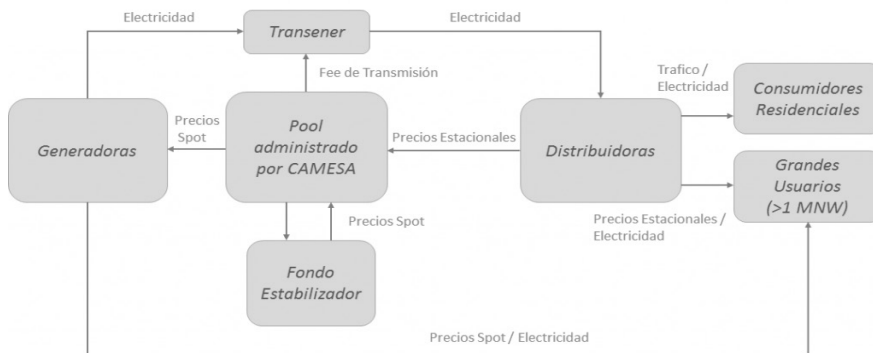 Electricidad
Transener
Electricidad
Fee de Transmisión
Generadoras
Precios
Spot
Pool
administrado
por CAMESA
Precios Estacionales
Distribuidoras
Trafico /
Electricidad
Consumidores
Residenciales
Grandes
Usuarios
(>1 MNW)
Precios Estacionales /
Electricidad
Precios Spot
Fondo
Estabilizador
Precios Spot / Electricidad